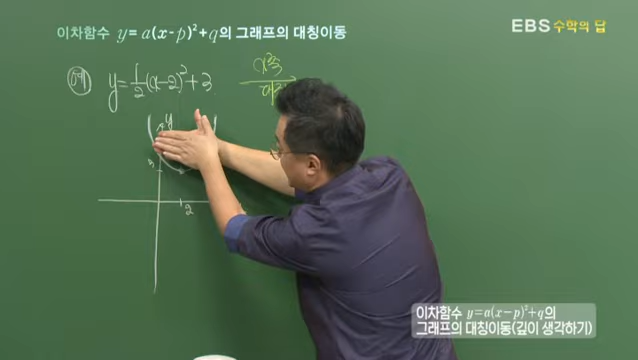 이차함수 y=a(x-p)²+q의 그래프의 대칭이동
EBS 수학의 답
예 y=1/2(x-2)²+3
y
3
2
이차함수 y=a(x-p)²+q의
그래프의 대칭이동(깊이 생각하기)